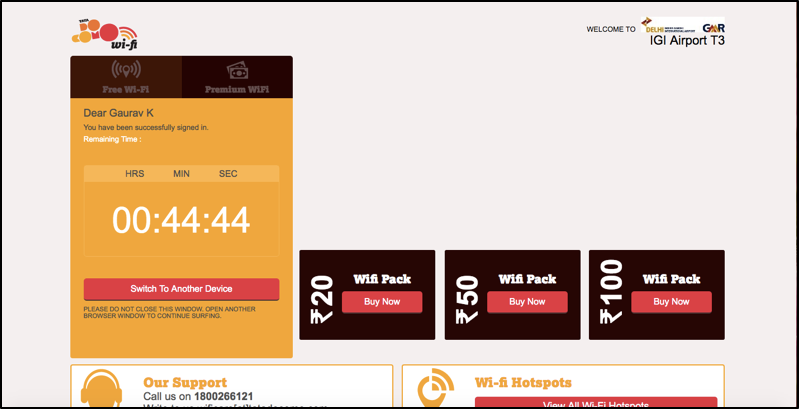 TATA
DOCOMO
wi-fi
WELCOME TO
DELHI
GMR
IGI Airport T3
Free Wi-Fi
Premium WiFi
Dear Gaurav K
You have been successfully signed in.
Remaining Time :
HRS MIN SEC
00:44:44
Switch To Another Device
PLEASE DO NOT CLOSE THIS WINDOW, OPEN ANOTHER
BROWSER WINDOW TO CONTINUE SURFING.
₹20
Wifi Pack
Buy Now
₹50
Wifi Pack
Buy Now
₹100
Wifi Pack
Buy Now
Our Support
Call us on 1800266121
Wi-fi Hotspots
View All Wi-Fi Hotspots